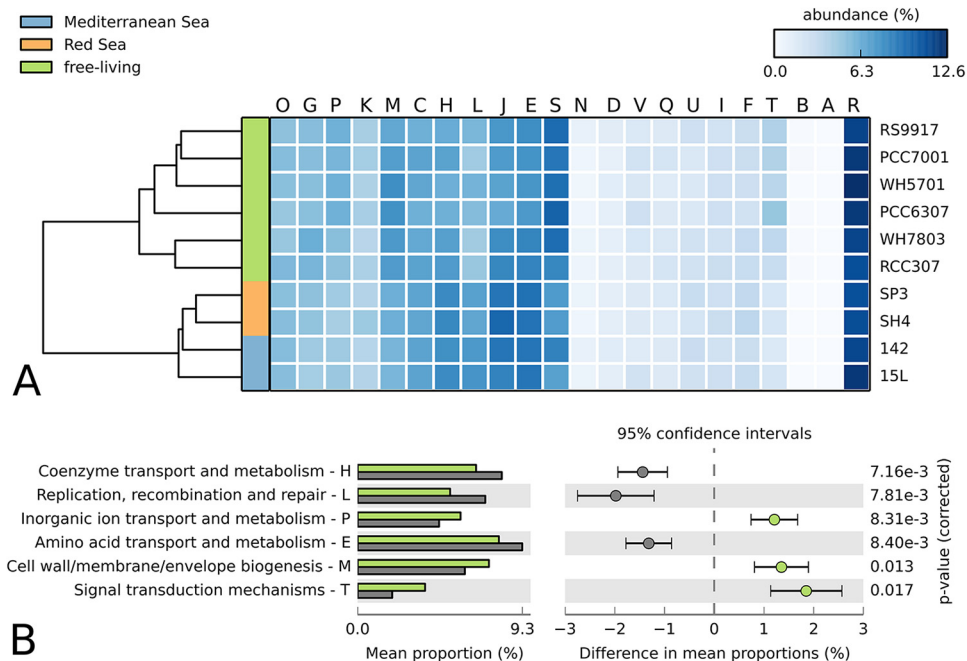 Mediterranean Sea
Red Sea
free-living
abundance (%)
0.0 6.3 12.6
O G P K M C H L J E S N D V Q U I F T B A R
RS9917
PCC7001
WH5701
PCC6307
WH7803
RCC307
SP3
SH4
142
15L
A
95% confidence intervals
Coenzyme transport and metabolism - H 7.16e-3
Replication, recombination and repair - L 7.81e-3
Inorganic ion transport and metabolism - P 8.31e-3
Amino acid transport and metabolism - E 8.40e-3
Cell wall/membrane/envelope biogenesis - M 0.013
Signal transduction mechanisms - T 0.017
p-value (corrected)
0.0 9.3 −3 −2 −1 0 1 2 3
B Mean proportion (%) Difference in mean proportions (%)